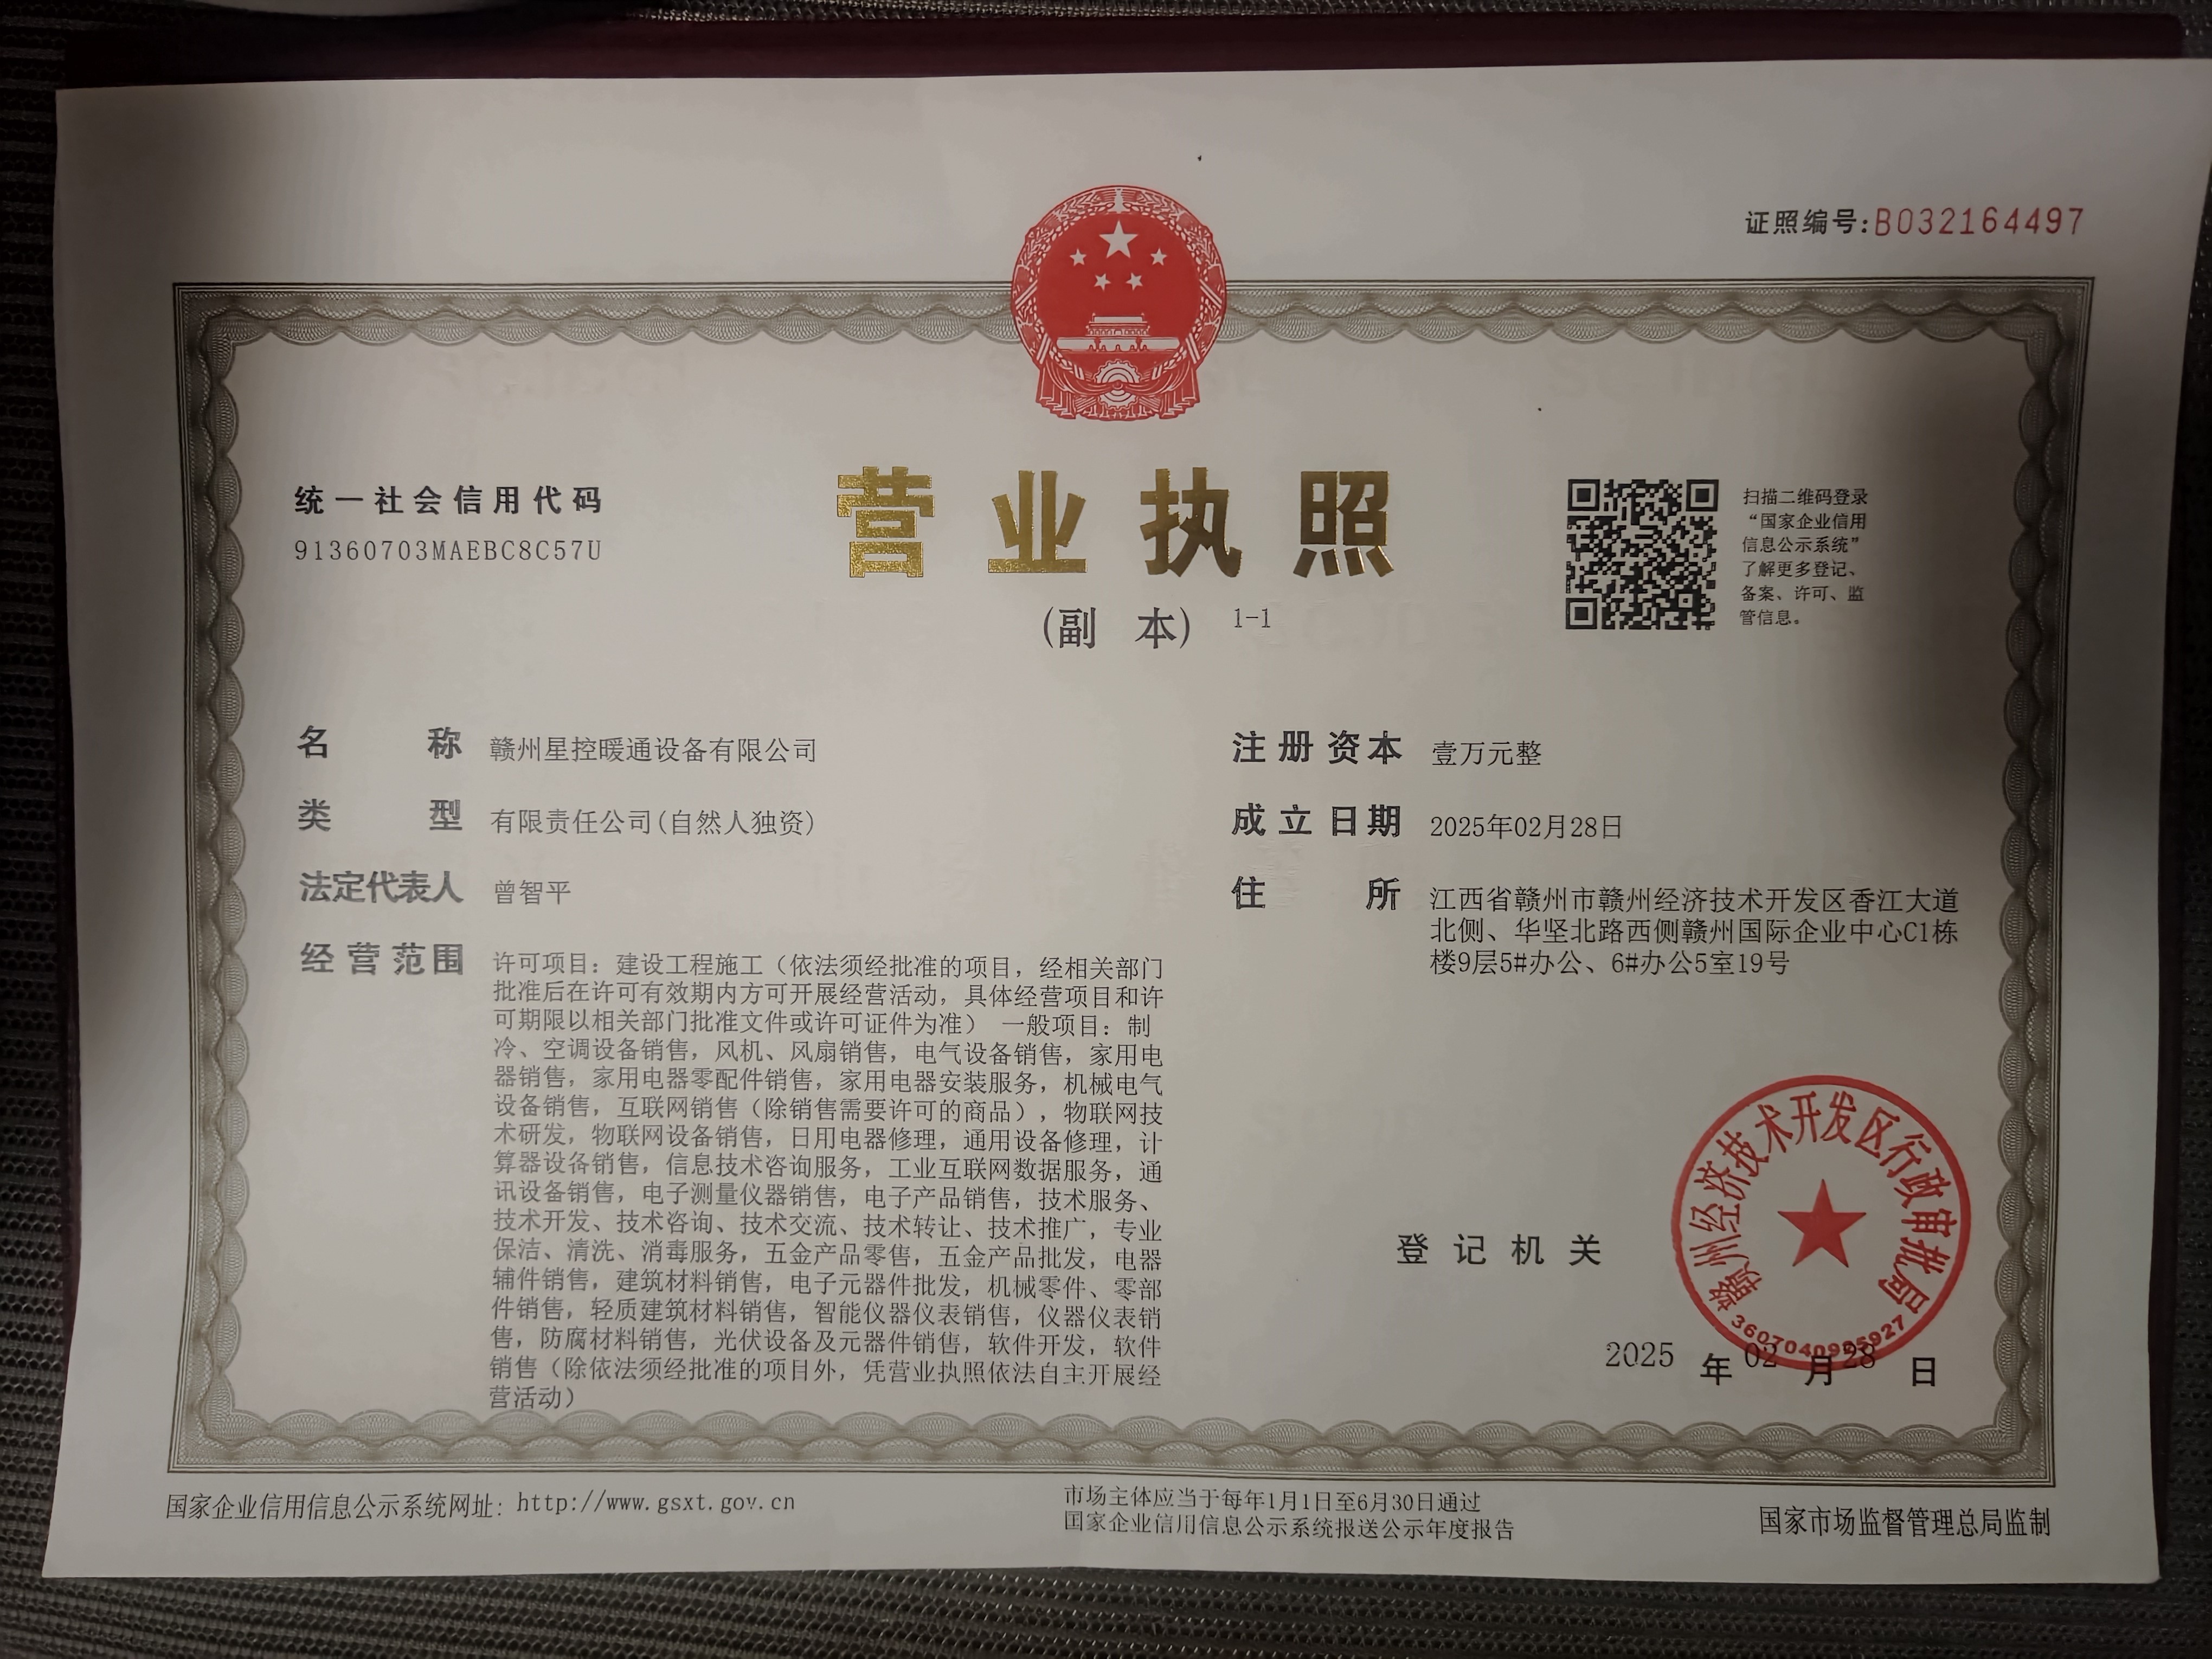 证照编号:B032164497
统一社会信用代码
91360703MAEBC8C57U
营业执照
(副 本) 1-1
扫描二维码登录
“国家企业信用
信息公示系统”
了解更多登记、
备案、许可、监
管信息。
名 称 赣州星控暖通设备有限公司
类 型 有限责任公司(自然人独资)
法定代表人 曾智平
经营范围 许可项目：建设工程施工（依法须经批准的项目，经相关部门
批准后在许可有效期内方可开展经营活动，具体经营项目和许
可期限以相关部门批准文件或许可证件为准） 一般项目：制
冷、空调设备销售，风机、风扇销售，电气设备销售，家用电
器销售，家用电器零配件销售，家用电器安装服务，机械电气
设备销售，互联网销售（除销售需要许可的商品），物联网技
术研发，物联网设备销售，日用电器修理，通用设备修理，计
算器设备销售，信息技术咨询服务，工业互联网数据服务，通
讯设备销售，电子测量仪器销售，电子产品销售，技术服务、
技术开发、技术咨询、技术交流、技术转让、技术推广，专业
保洁、清洗、消毒服务，五金产品零售，五金产品批发，电器
辅件销售，建筑材料销售，电子元器件批发，机械零件、零部
件销售，轻质建筑材料销售，智能仪器仪表销售，仪器仪表销
售，防腐材料销售，光伏设备及元器件销售，软件开发，软件
销售（除依法须经批准的项目外，凭营业执照依法自主开展经
营活动）
注册资本 壹万元整
成立日期 2025年02月28日
住 所 江西省赣州市赣州经济技术开发区香江大道
北侧、华坚北路西侧赣州国际企业中心C1栋
楼9层5#办公、6#办公5室19号
登记机关
赣州经济技术开发区行政审批局
2025 年 02 月 28 日
国家企业信用信息公示系统网址：http://www.gsxt.gov.cn
市场主体应当于每年1月1日至6月30日通过
国家企业信用信息公示系统报送公示年度报告
国家市场监督管理总局监制